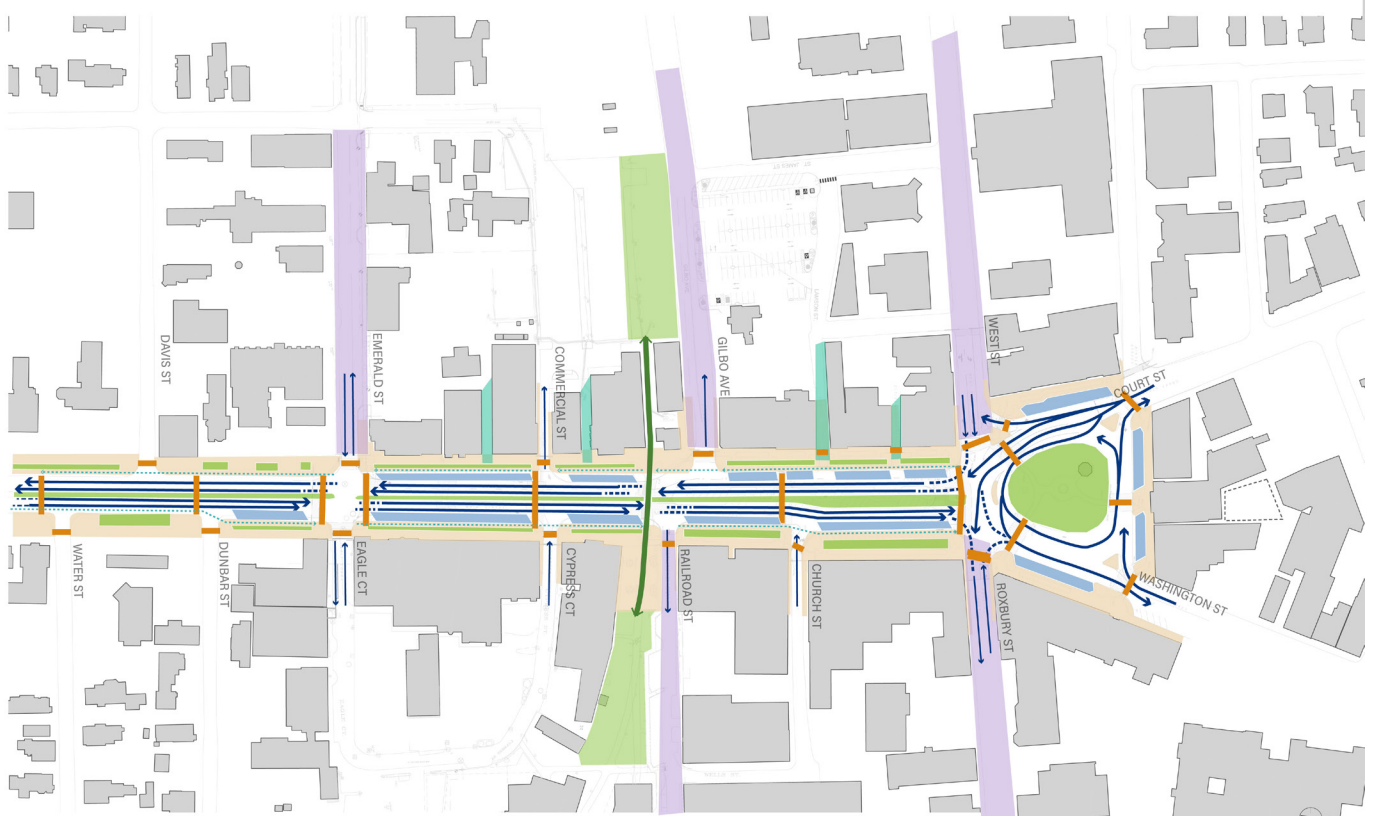 DAVIS ST
EMERALD ST
COMMERCIAL ST
GILBO AVE
WEST ST
COURT ST
WATER ST
DUNBAR ST
EAGLE CT
CYPRESS CT
RAILROAD ST
CHURCH ST
ROXBURY ST
WASHINGTON ST